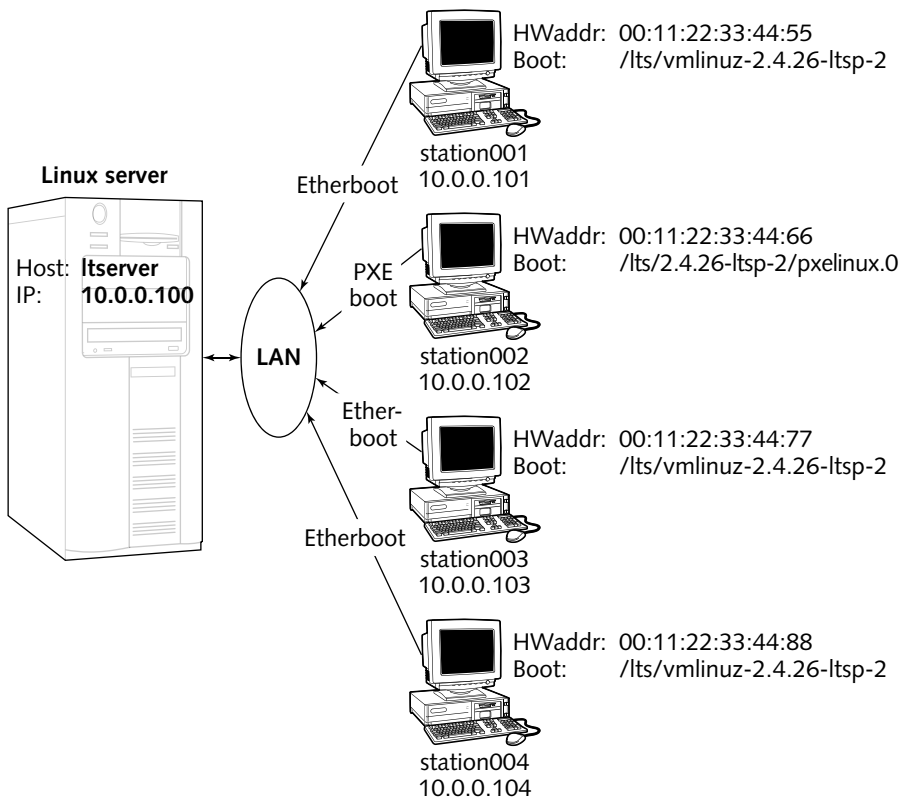 HWaddr: 00:11:22:33:44:55
Boot: /lts/vmlinuz-2.4.26-ltsp-2
station001
10.0.0.101
Linux server
Etherboot
Host: ltserver
IP: 10.0.0.100
HWaddr: 00:11:22:33:44:66
Boot: /lts/2.4.26-ltsp-2/pxelinux.0
PXE
boot
station002
10.0.0.102
LAN
Ether-
boot
HWaddr: 00:11:22:33:44:77
Boot: /lts/vmlinuz-2.4.26-ltsp-2
station003
10.0.0.103
Etherboot
HWaddr: 00:11:22:33:44:88
Boot: /lts/vmlinuz-2.4.26-ltsp-2
station004
10.0.0.104